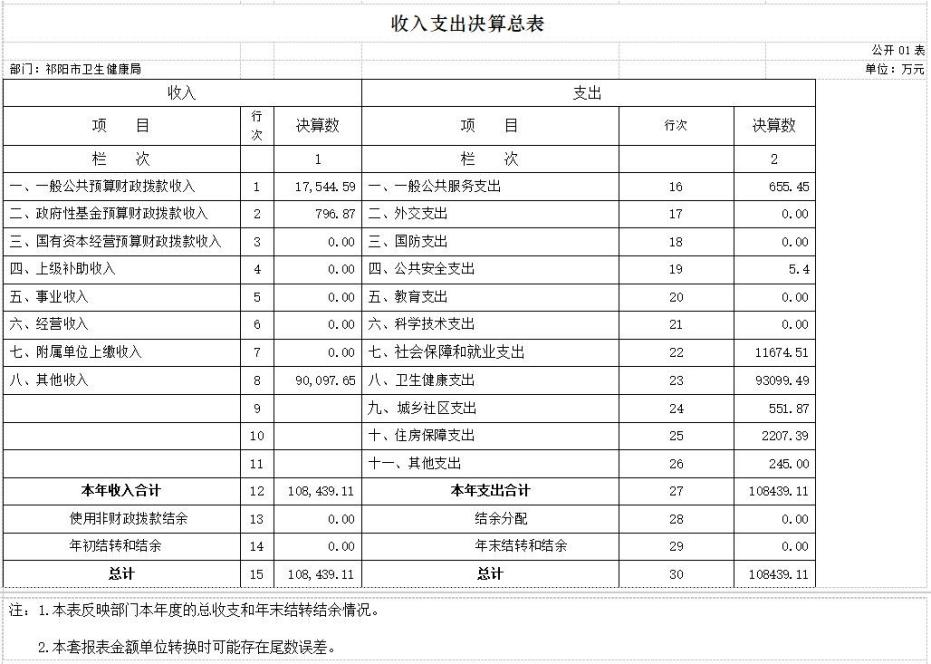 收入支出决算总表
公开 01 表
部门：祁阳市卫生健康局 单位：万元
收入 支出
项 目 行次 决算数 项 目 行次 决算数
栏 次 1 栏 次 2
一、一般公共预算财政拨款收入 1 17,544.59 一、一般公共服务支出 16 655.45
二、政府性基金预算财政拨款收入 2 796.87 二、外交支出 17 0.00
三、国有资本经营预算财政拨款收入 3 0.00 三、国防支出 18 0.00
四、上级补助收入 4 0.00 四、公共安全支出 19 5.4
五、事业收入 5 0.00 五、教育支出 20 0.00
六、经营收入 6 0.00 六、科学技术支出 21 0.00
七、附属单位上缴收入 7 0.00 七、社会保障和就业支出 22 11674.51
八、其他收入 8 90,097.65 八、卫生健康支出 23 93099.49
9 九、城乡社区支出 24 551.87
10 十、住房保障支出 25 2207.39
11 十一、其他支出 26 245.00
本年收入合计 12 108,439.11 本年支出合计 27 108439.11
使用非财政拨款结余 13 0.00 结余分配 28 0.00
年初结转和结余 14 0.00 年末结转和结余 29 0.00
总计 15 108,439.11 总计 30 108439.11
注：1.本表反映部门本年度的总收支和年末结转结余情况。
2.本套报表金额单位转换时可能存在尾数误差。